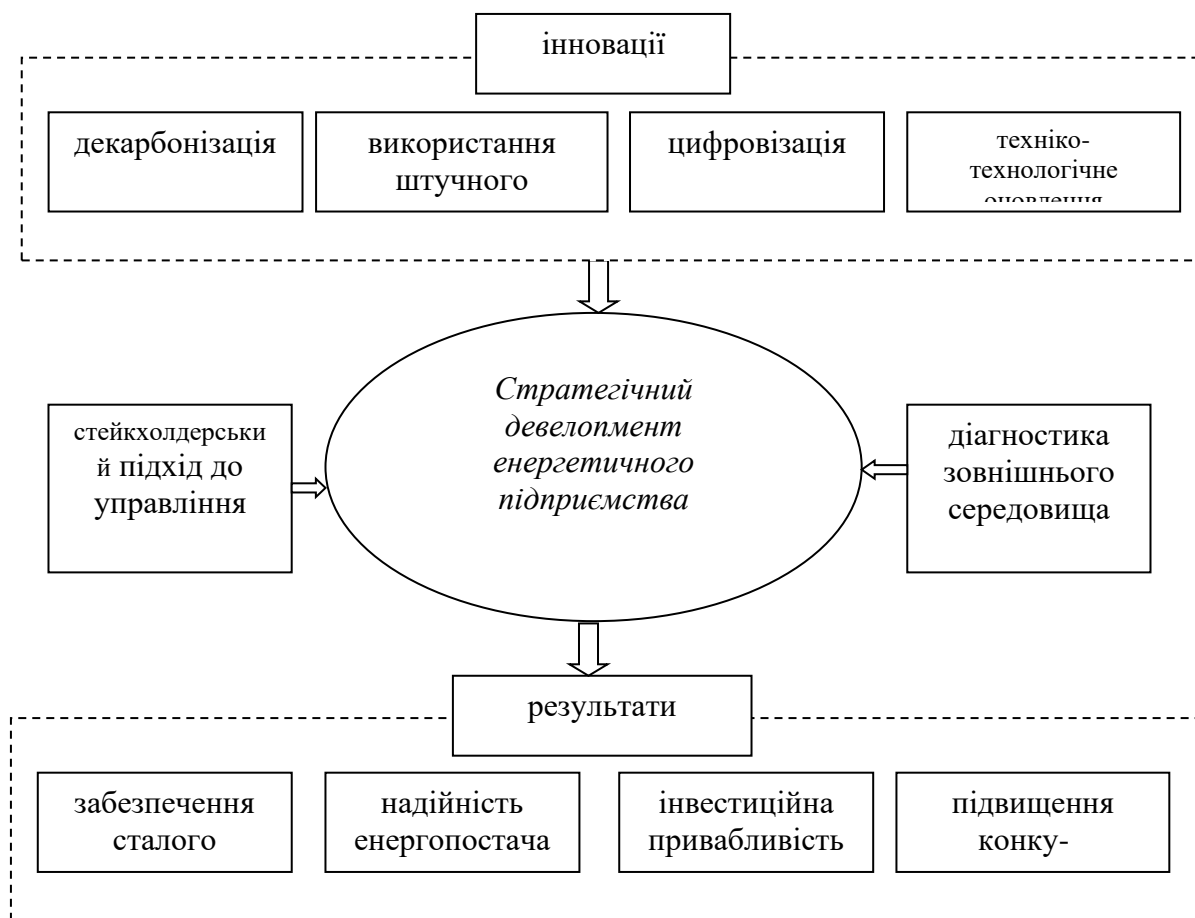 інновації
декарбонізація
використання
штучного
цифровізація
техніко-
технологічне
оновлення
Стратегічний
девелопмент
енергетичного
підприємства
стейкхолдерськи
й підхід до
управління
діагностика
зовнішнього
середовища
результати
забезпечення
сталого
надійність
енергопостача
інвестиційна
привабливість
підвищення
конку-